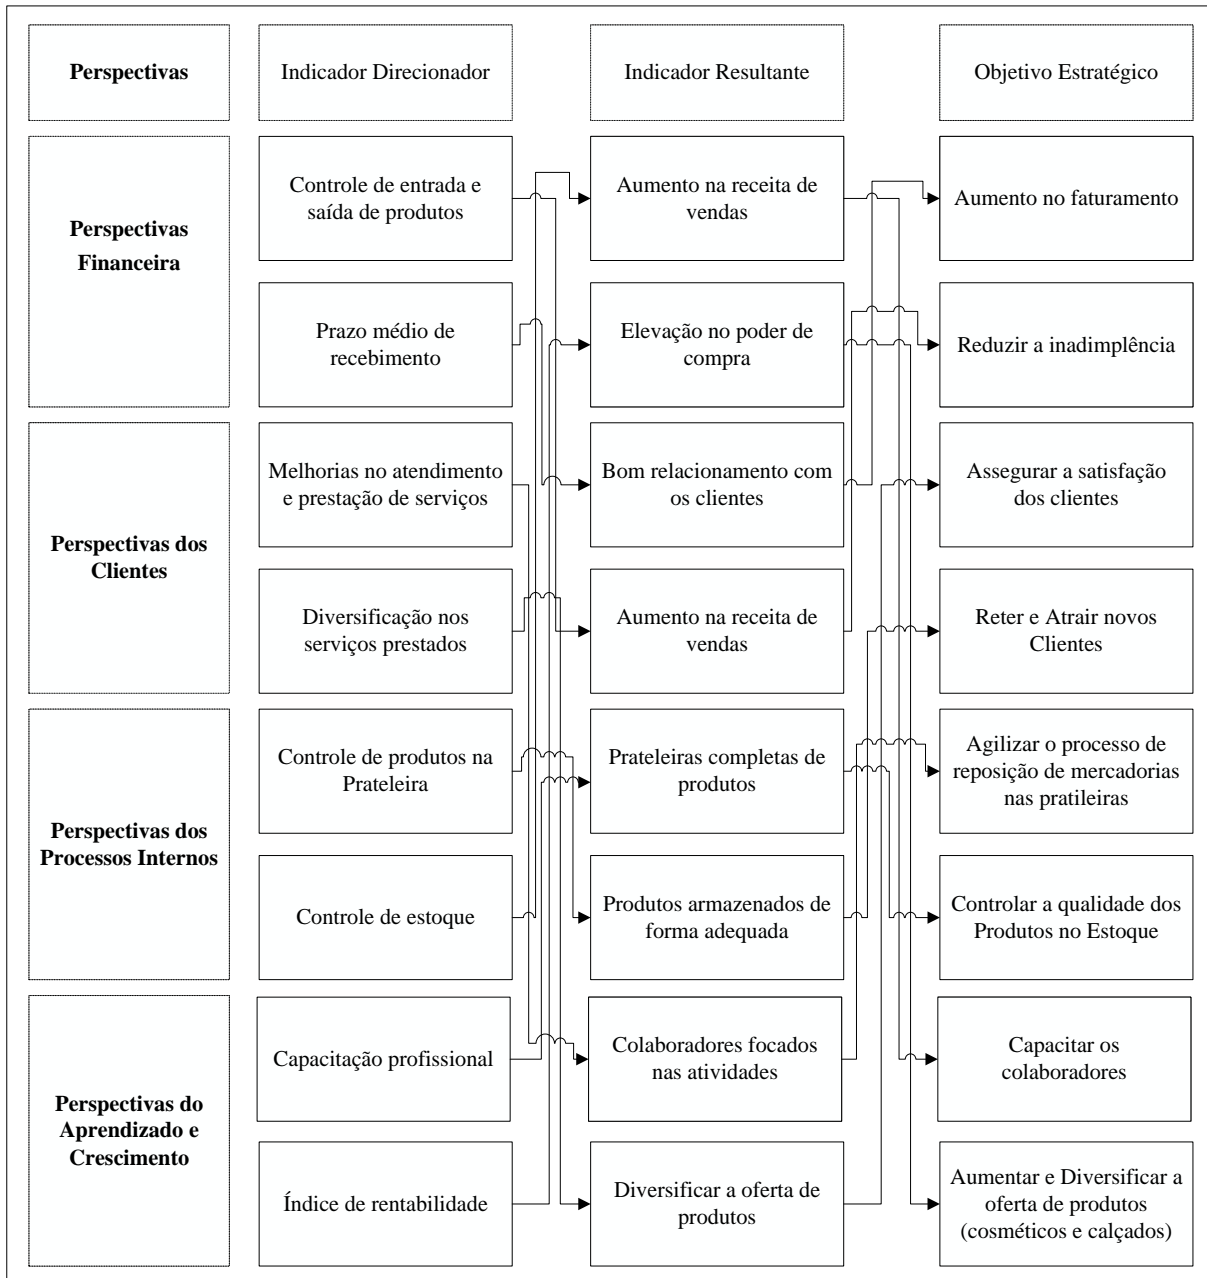 Perspectivas
Indicador Direcionador
Indicador Resultante
Objetivo Estratégico
Perspectivas
Financeira
Controle de entrada e
saída de produtos
Aumento na receita de
vendas
Aumento no faturamento
Prazo médio de
recebimento
Elevação no poder de
compra
Reduzir a inadimplência
Perspectivas dos
Clientes
Melhorias no atendimento
e prestação de serviços
Bom relacionamento com
os clientes
Assegurar a satisfação
dos clientes
Diversificação nos
serviços prestados
Aumento na receita de
vendas
Reter e Atrair novos
Clientes
Perspectivas dos
Processos Internos
Controle de produtos na
Prateleira
Prateleiras completas de
produtos
Agilizar o processo de
reposição de mercadorias
nas pratileiras
Controle de estoque
Produtos armazenados de
forma adequada
Controlar a qualidade dos
Produtos no Estoque
Perspectivas do
Aprendizado e
Crescimento
Capacitação profissional
Colaboradores focados
nas atividades
Capacitar os
colaboradores
Índice de rentabilidade
Diversificar a oferta de
produtos
Aumentar e Diversificar a
oferta de produtos
(cosméticos e calçados)